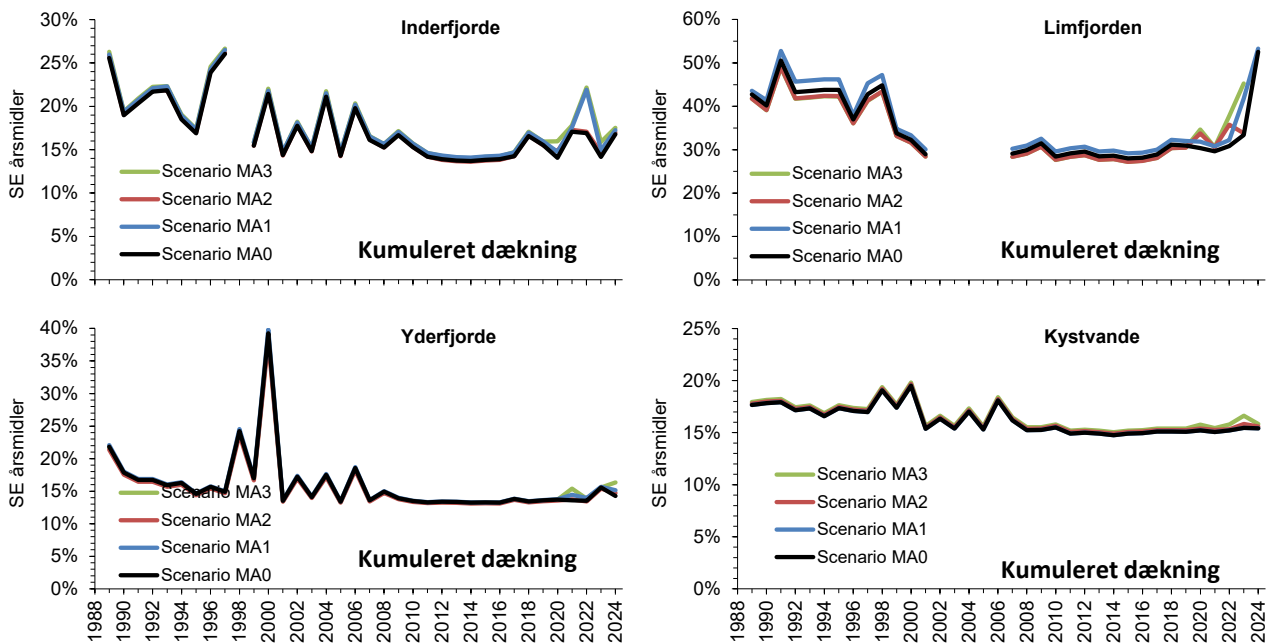 Inderfjorde
SE årsmidler
30%
25%
20%
15%
10%
5%
0%
Scenario MA3
Scenario MA2
Scenario MA1
Scenario MA0
Kumuleret dækning
Limfjorden
SE årsmidler
60%
50%
40%
30%
20%
10%
0%
Scenario MA3
Scenario MA2
Scenario MA1
Scenario MA0
Kumuleret dækning
Yderfjorde
SE årsmidler
40%
35%
30%
25%
20%
15%
10%
5%
0%
Scenario MA3
Scenario MA2
Scenario MA1
Scenario MA0
Kumuleret dækning
1988 1990 1992 1994 1996 1998 2000 2002 2004 2006 2008 2010 2012 2014 2016 2018 2020 2022 2024
Kystvande
SE årsmidler
25%
20%
15%
10%
5%
0%
Scenario MA3
Scenario MA2
Scenario MA1
Scenario MA0
Kumuleret dækning
1988 1990 1992 1994 1996 1998 2000 2002 2004 2006 2008 2010 2012 2014 2016 2018 2020 2022 2024